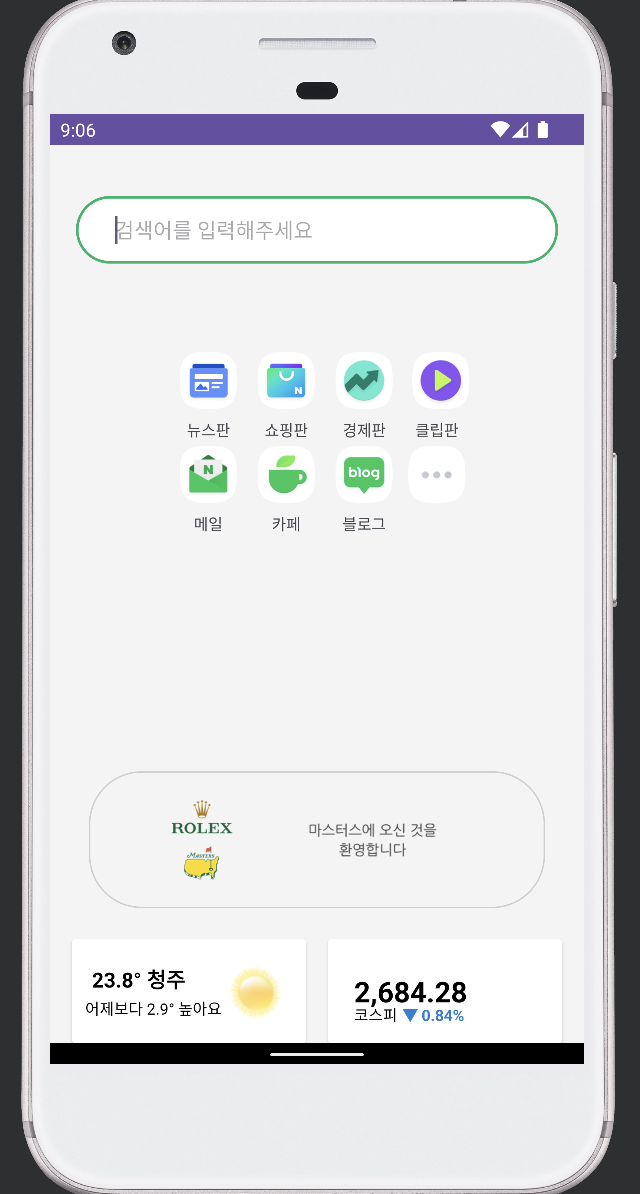 9:06
검색어를 입력해주세요
N
뉴스판 쇼핑판 경제판 클립판
N blog
메일 카페 블로그
ROLEX
MASTERS
마스터스에 오신 것을
환영합니다
23.8° 청주
어제보다 2.9° 높아요
2,684.28
코스피 ▼ 0.84%